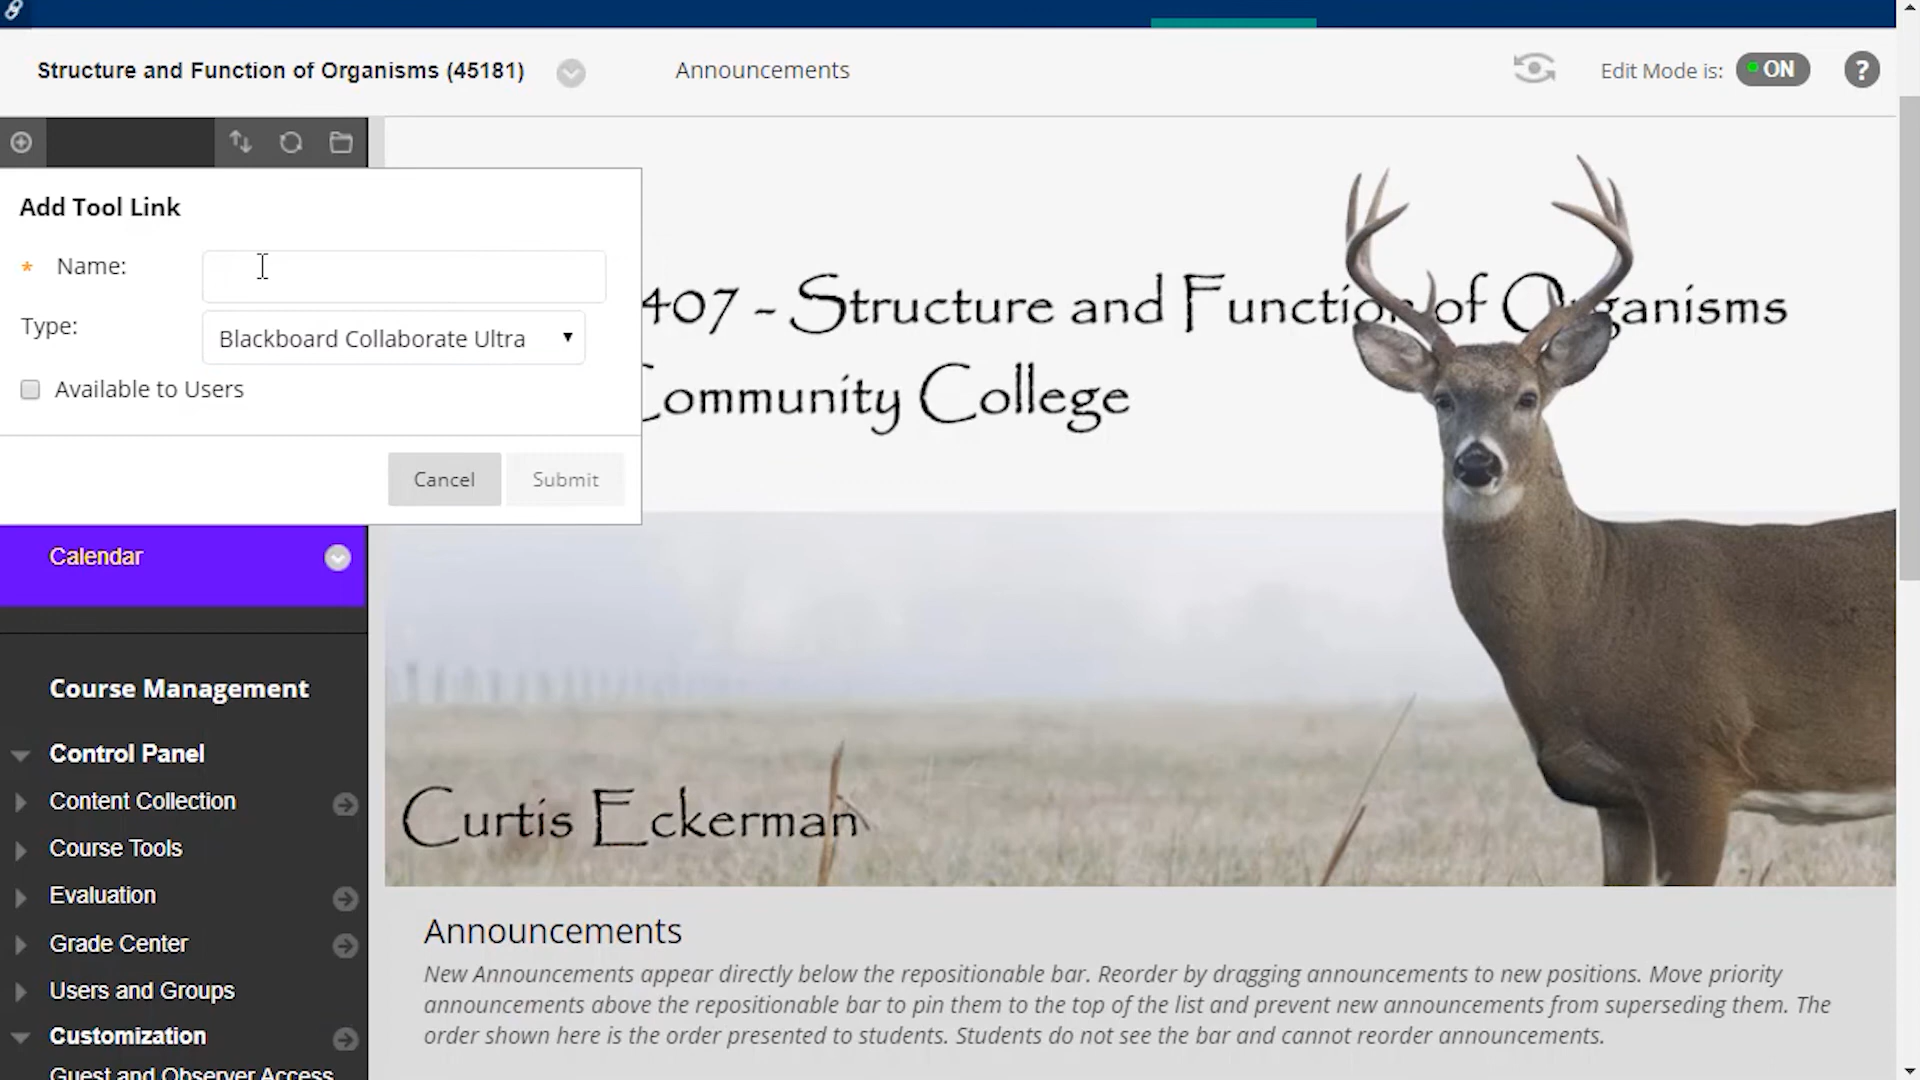 Structure and Function of Organisms (45181)
Announcements
Edit Mode is:
ON
?
Add Tool Link
* Name:
Type:
Blackboard Collaborate Ultra
Available to Users
Cancel
Submit
407 - Structure and Function of Organisms
Community College
Curtis Eckerman
Calendar
Course Management
Control Panel
Content Collection
Course Tools
Evaluation
Grade Center
Users and Groups
Customization
Guest and Observer Access
Announcements
New Announcements appear directly below the repositionable bar. Reorder by dragging announcements to new positions. Move priority
announcements above the repositionable bar to pin them to the top of the list and prevent new announcements from superseding them. The
order shown here is the order presented to students. Students do not see the bar and cannot reorder announcements.